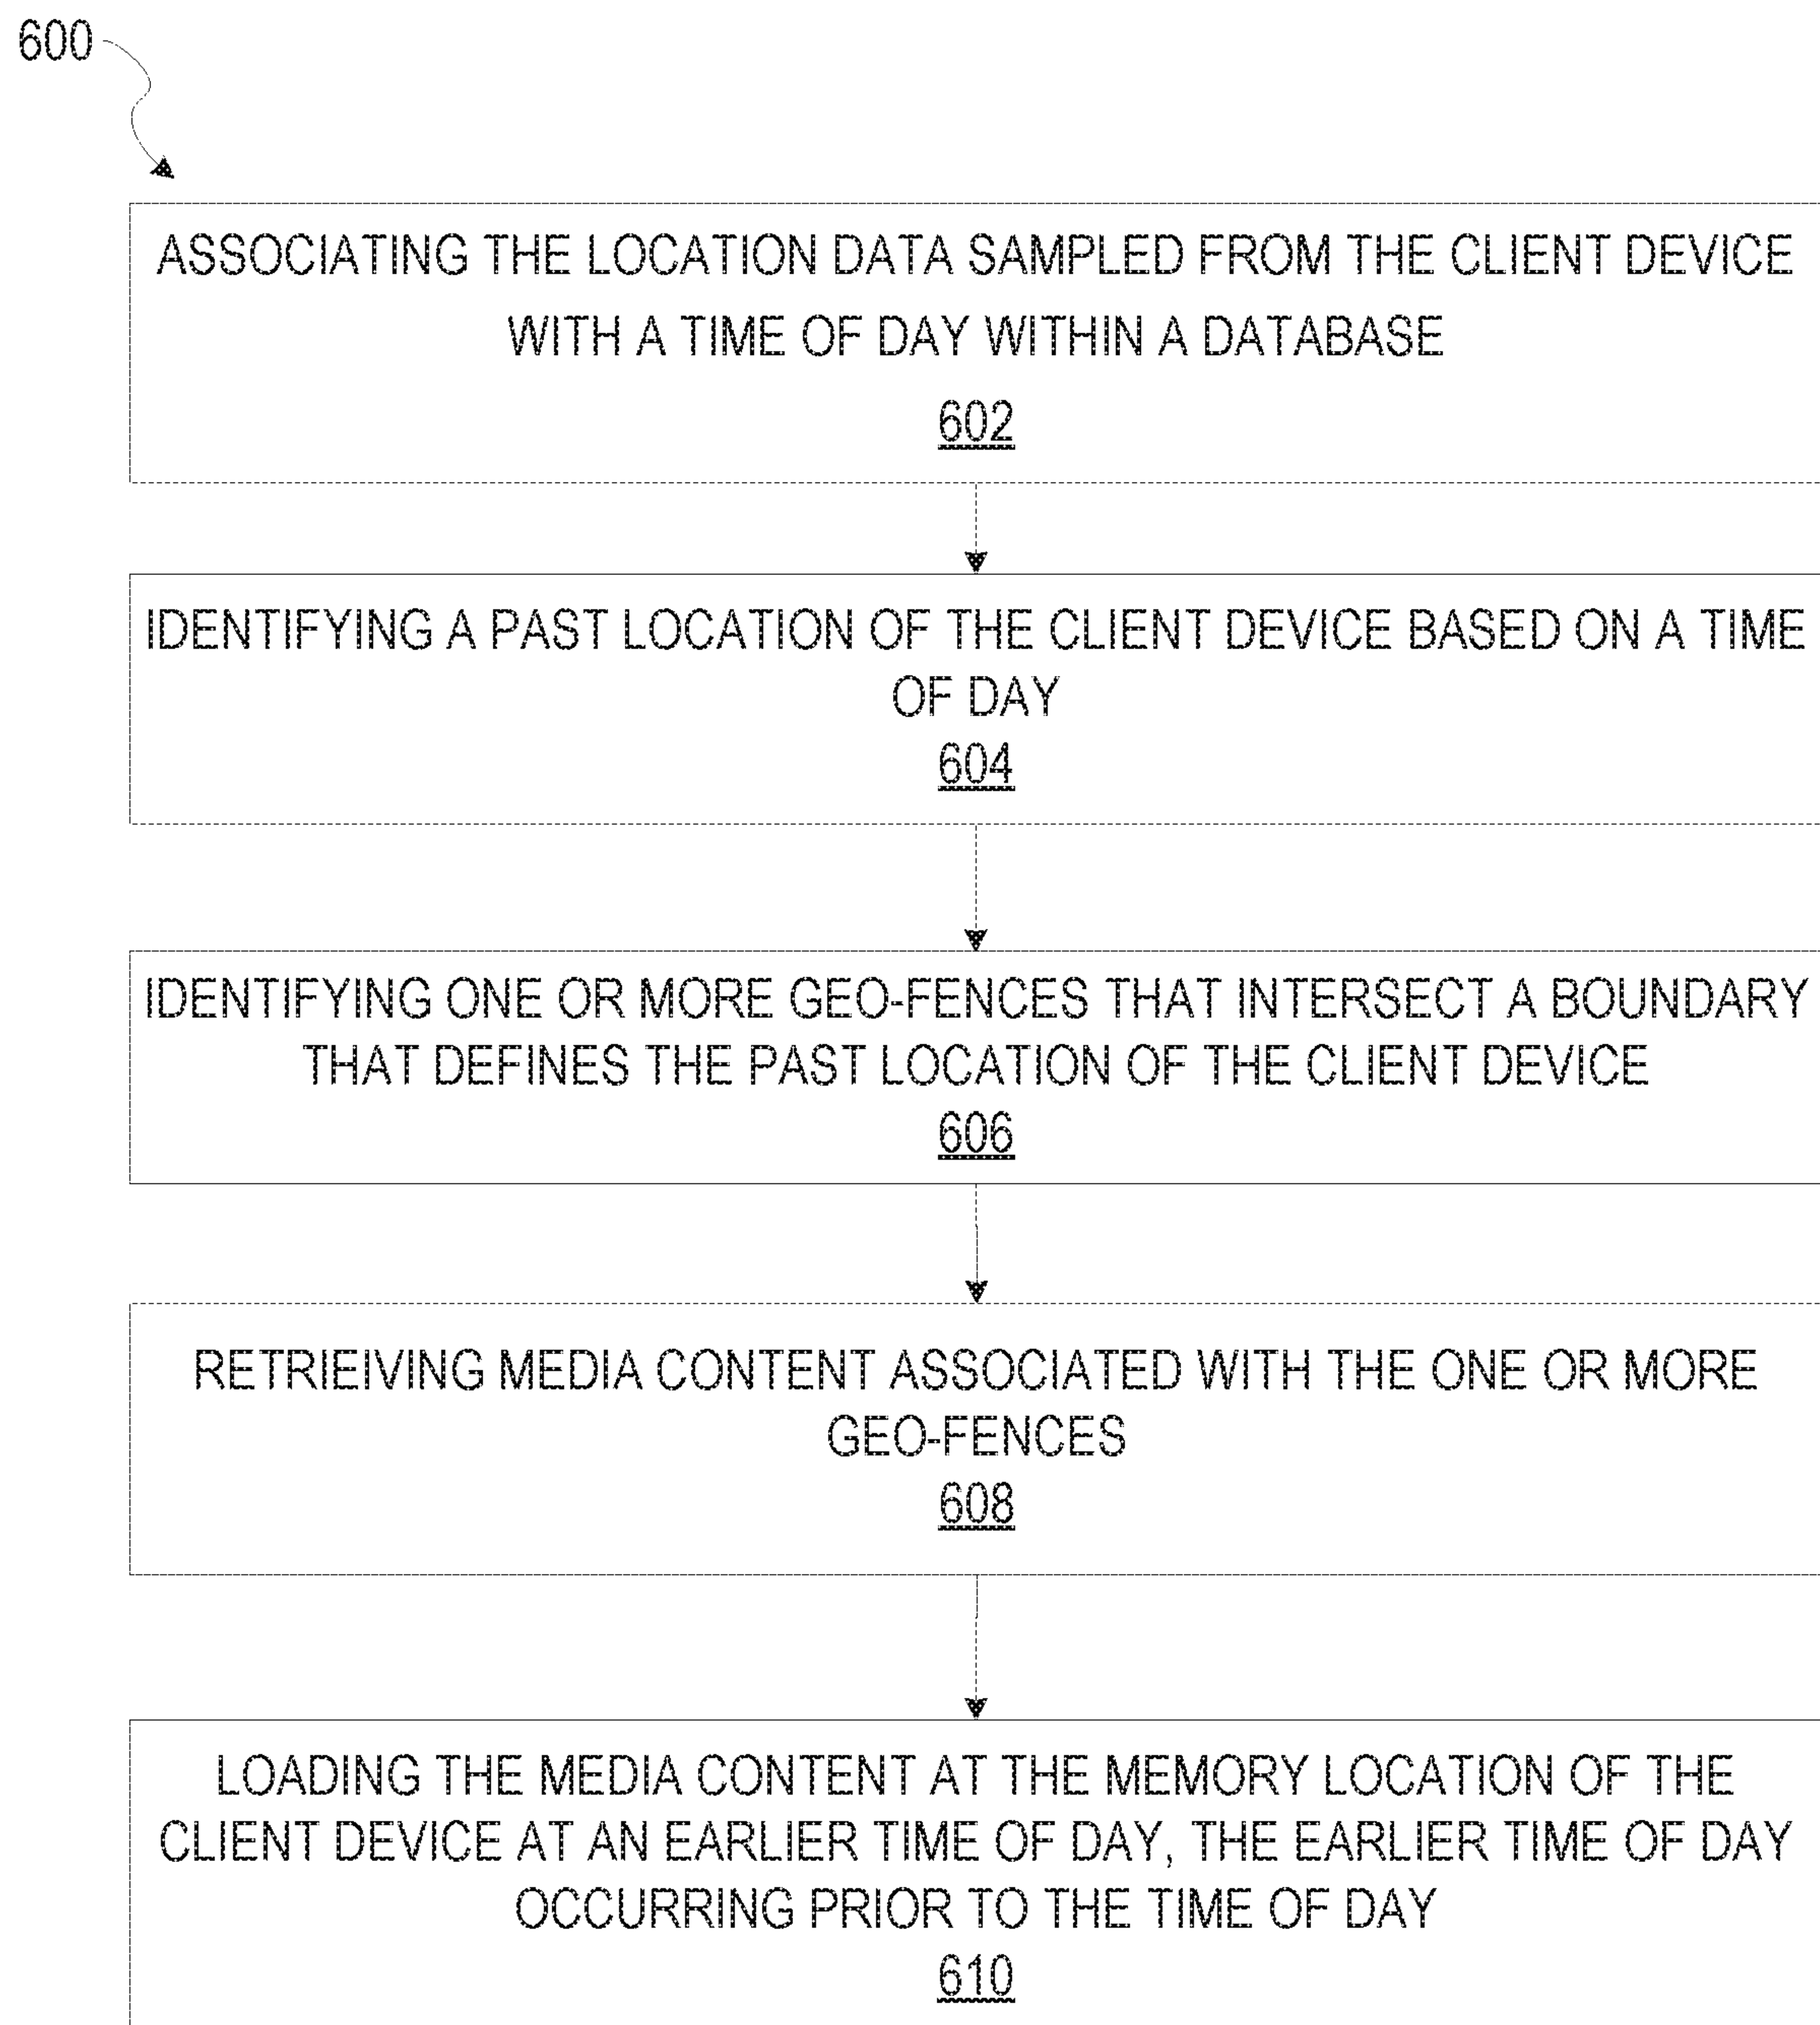 600
ASSOCIATING THE LOCATION DATA SAMPLED FROM THE CLIENT DEVICE
WITH A TIME OF DAY WITHIN A DATABASE
602
IDENTIFYING A PAST LOCATION OF THE CLIENT DEVICE BASED ON A TIME
OF DAY
604
IDENTIFYING ONE OR MORE GEO-FENCES THAT INTERSECT A BOUNDARY
THAT DEFINES THE PAST LOCATION OF THE CLIENT DEVICE
606
RETRIEIVING MEDIA CONTENT ASSOCIATED WITH THE ONE OR MORE
GEO-FENCES
608
LOADING THE MEDIA CONTENT AT THE MEMORY LOCATION OF THE
CLIENT DEVICE AT AN EARLIER TIME OF DAY, THE EARLIER TIME OF DAY
OCCURRING PRIOR TO THE TIME OF DAY
610